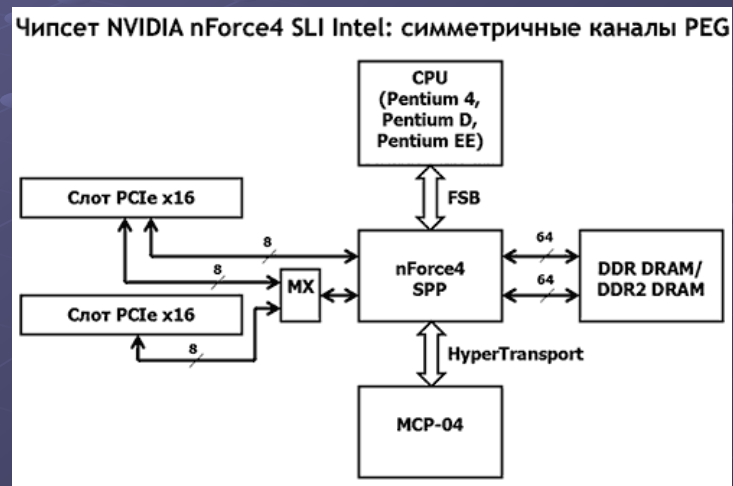 Чипсет NVIDIA nForce4 SLI Intel: симметричные каналы PEG
CPU
(Pentium 4,
Pentium D,
Pentium EE)
FSB
Слот PCIe x16
8
8
MX
nForce4
SPP
64
64
DDR DRAM/
DDR2 DRAM
Слот PCIe x16
8
HyperTransport
MCP-04